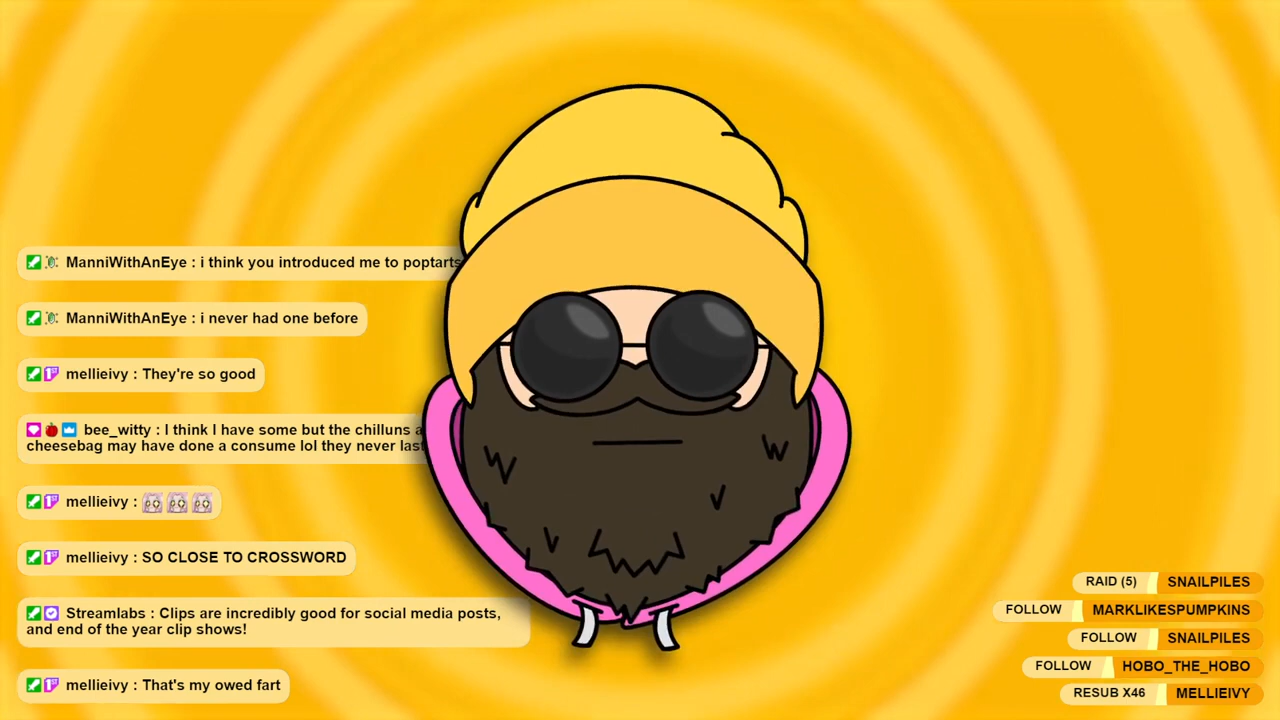 ManniWithAnEye : i think you introduced me to poptarts
ManniWithAnEye : i never had one before
mellieivy : They're so good
bee_witty : I think I have some but the chilluns a
cheesebag may have done a consume lol they never last
mellieivy :
mellieivy : SO CLOSE TO CROSSWORD
Streamlabs : Clips are incredibly good for social media posts,
and end of the year clip shows!
mellieivy : That's my owed fart
RAID (5) SNAILPILES
FOLLOW MARKLIKESPUMPKINS
FOLLOW SNAILPILES
FOLLOW HOBO_THE_HOBO
RESUB X46 MELLIEIVY